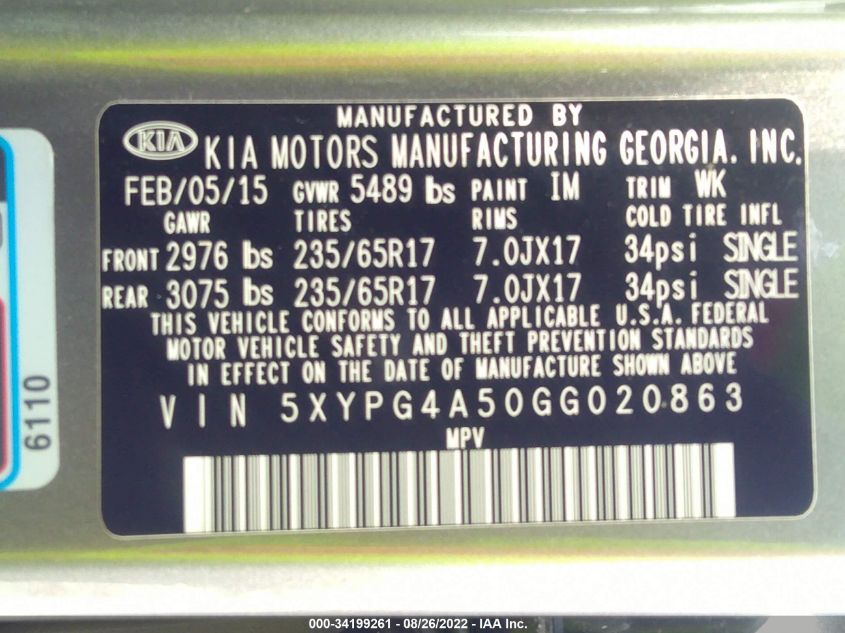 MANUFACTURED BY
KIA KIA MOTORS MANUFACTURING GEORGIA. INC.
FEB/05/15 GVWR 5489 lbs PAINT IM TRIM WK
GAWR TIRES RIMS COLD TIRE INFL
FRONT 2976 lbs 235/65R17 7.0JX17 34psi SINGLE
REAR 3075 lbs 235/65R17 7.0JX17 34psi SINGLE
THIS VEHICLE CONFORMS TO ALL APPLICABLE U.S.A. FEDERAL
MOTOR VEHICLE SAFETY AND THEFT PREVENTION STANDARDS
IN EFFECT ON THE DATE OF MANUFACTURE SHOWN ABOVE
VIN 5XYPG4A50GG020863
MPV
6110
000-34199261 - 08/26/2022 - IAA Inc.